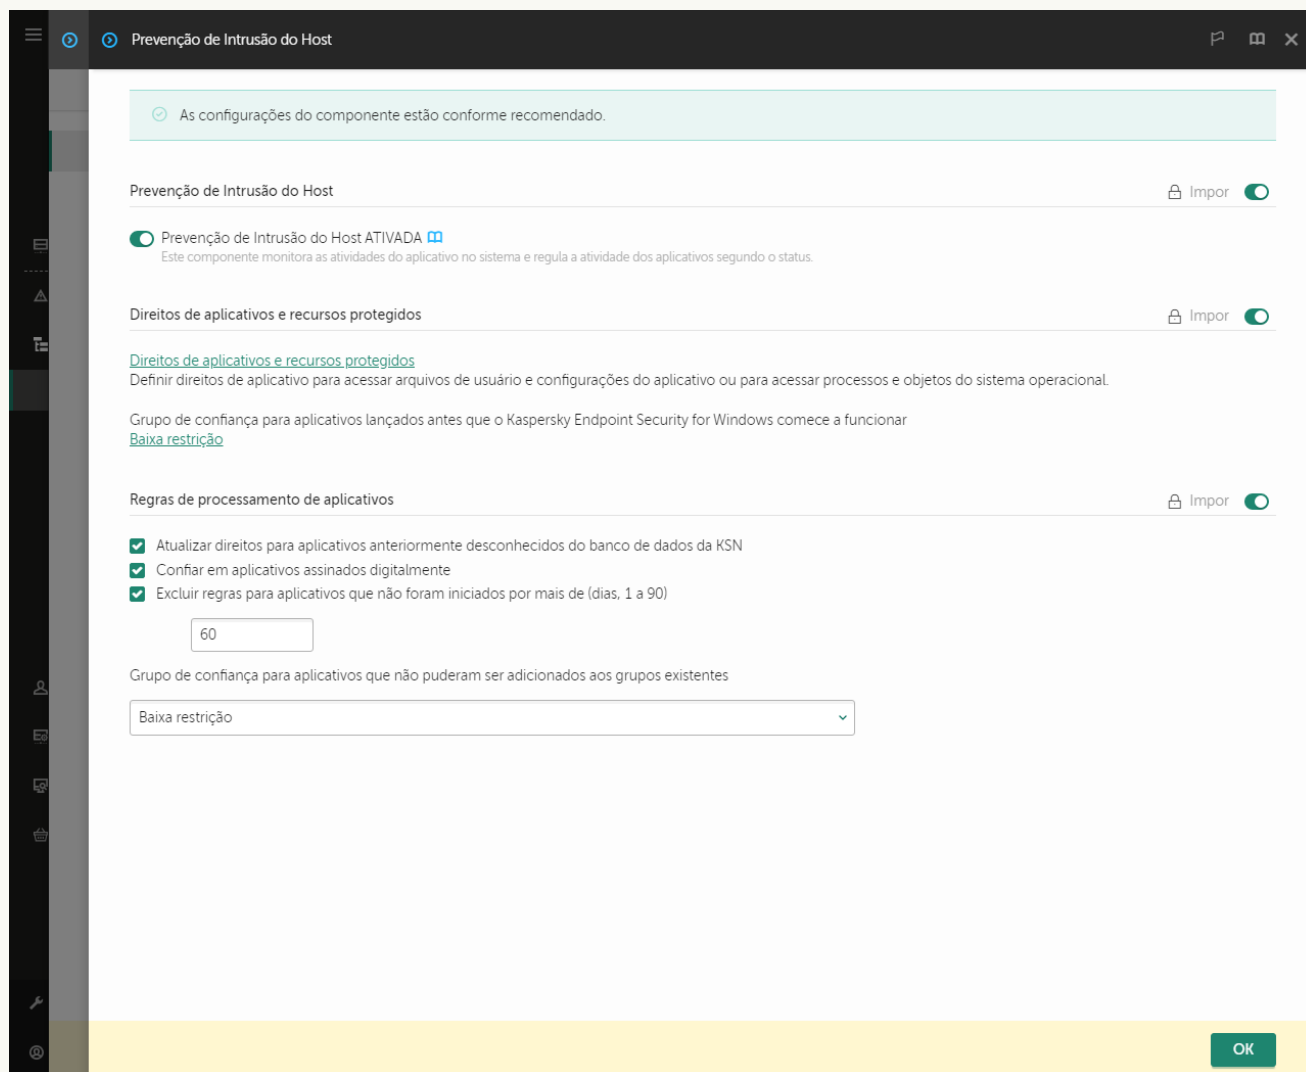 Prevenção de Intrusão do Host
As configurações do componente estão conforme recomendado.
Prevenção de Intrusão do Host
Impor
Prevenção de Intrusão do Host ATIVADA
Este componente monitora as atividades do aplicativo no sistema e regula a atividade dos aplicativos segundo o status.
Direitos de aplicativos e recursos protegidos
Impor
Direitos de aplicativos e recursos protegidos
Definir direitos de aplicativo para acessar arquivos de usuário e configurações do aplicativo ou para acessar processos e objetos do sistema operacional.
Grupo de confiança para aplicativos lançados antes que o Kaspersky Endpoint Security for Windows comece a funcionar
Baixa restrição
Regras de processamento de aplicativos
Impor
Atualizar direitos para aplicativos anteriormente desconhecidos do banco de dados da KSN
Confiar em aplicativos assinados digitalmente
Excluir regras para aplicativos que não foram iniciados por mais de (dias, 1 a 90)
60
Grupo de confiança para aplicativos que não puderam ser adicionados aos grupos existentes
Baixa restrição
OK